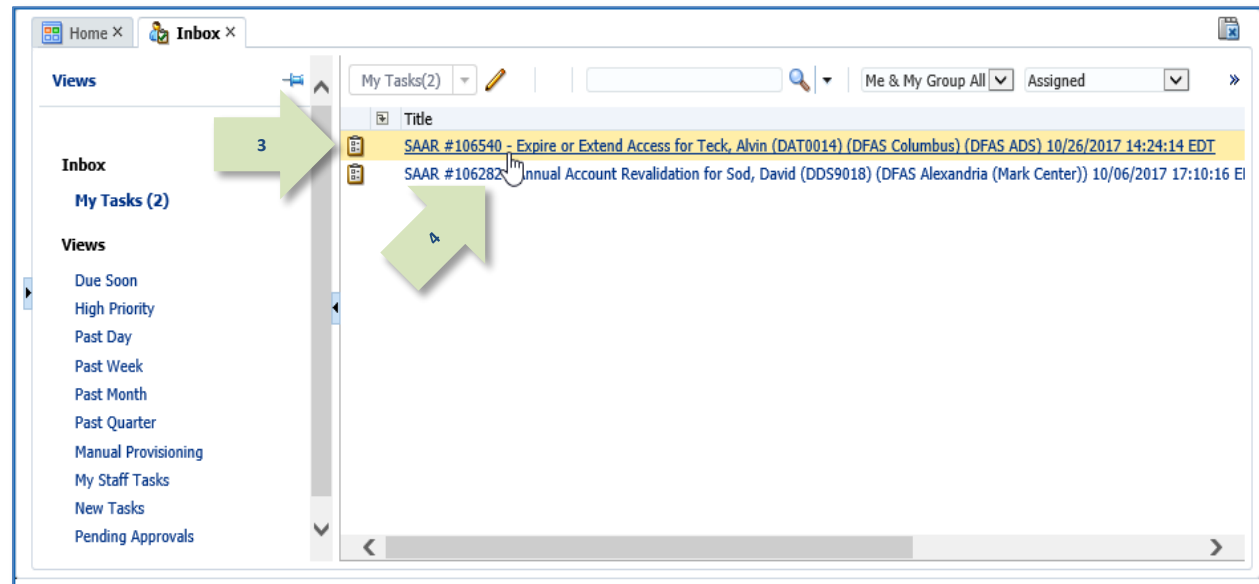 Home
Inbox
Views
My Tasks(2)
Me & My Group All
Assigned
»
Title
3
SAAR #106540 - Expire or Extend Access for Teck, Alvin (DAT0014) (DFAS Columbus) (DFAS ADS) 10/26/2017 14:24:14 EDT
SAAR #106282 nnual Account Revalidation for Sod, David (DDS9018) (DFAS Alexandria (Mark Center)) 10/06/2017 17:10:16 E
4
Inbox
My Tasks (2)
Views
Due Soon
High Priority
Past Day
Past Week
Past Month
Past Quarter
Manual Provisioning
My Staff Tasks
New Tasks
Pending Approvals